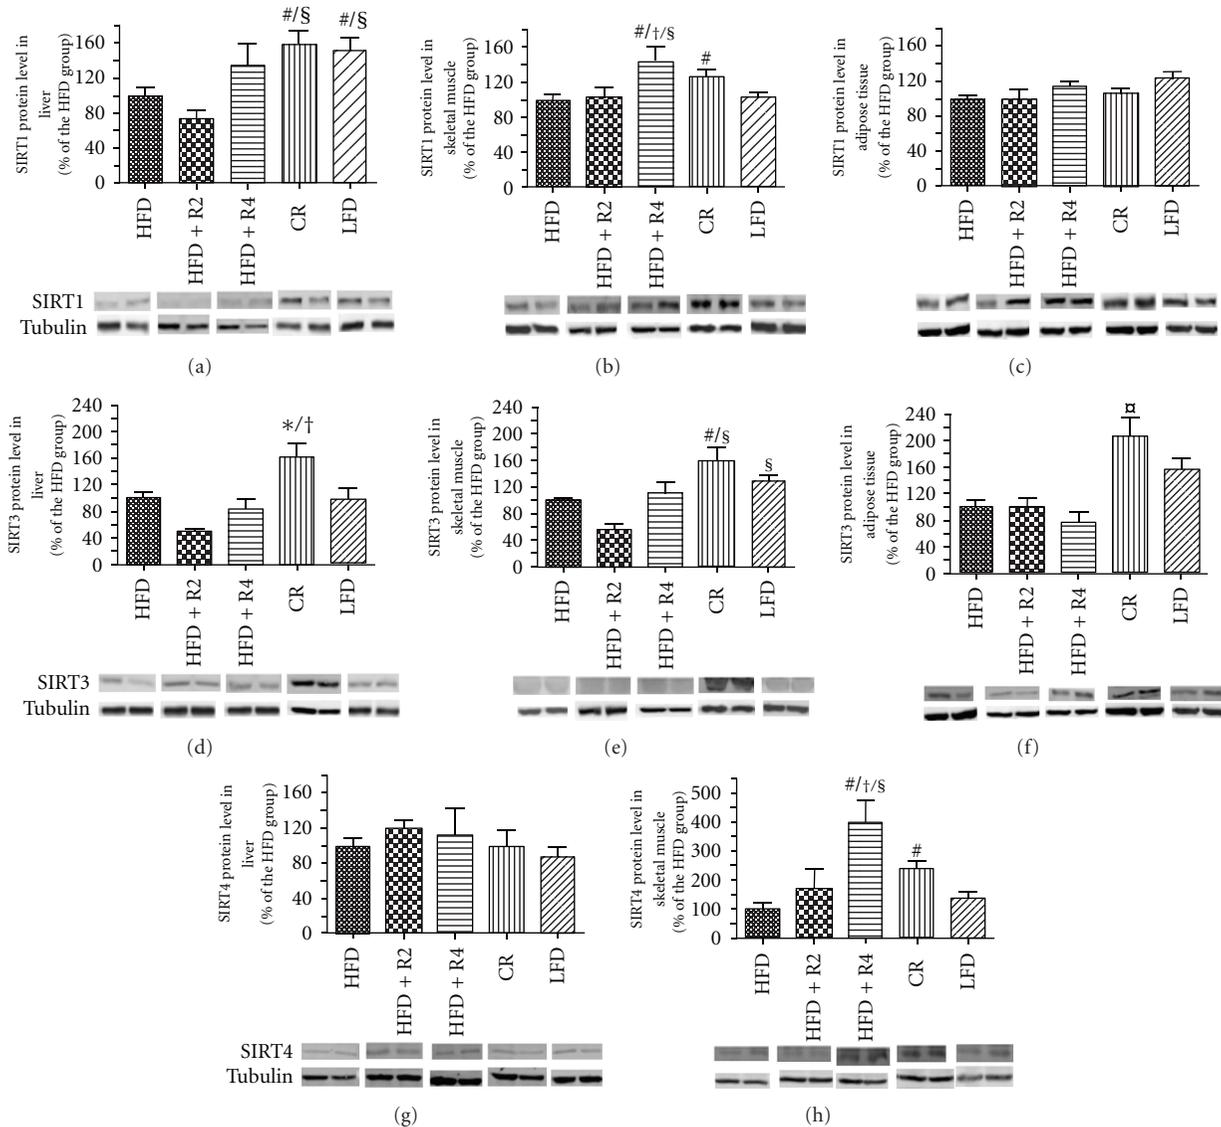 SIRT1 protein level in
liver
(% of the HFD group)
160
120
80
40
0
#/§
#/§
HFD
HFD + R2
HFD + R4
CR
LFD
SIRT1
Tubulin
(a)
SIRT1 protein level in
skeletal muscle
(% of the HFD group)
160
120
80
40
0
#/†/§
#
HFD
HFD + R2
HFD + R4
CR
LFD
(b)
SIRT1 protein level in
adipose tissue
(% of the HFD group)
160
120
80
40
0
HFD
HFD + R2
HFD + R4
CR
LFD
(c)
SIRT3 protein level in
liver
(% of the HFD group)
240
200
160
120
80
40
0
∗/†
HFD
HFD + R2
HFD + R4
CR
LFD
SIRT3
Tubulin
(d)
SIRT3 protein level in
skeletal muscle
(% of the HFD group)
240
200
160
120
80
40
0
#/§
§
HFD
HFD + R2
HFD + R4
CR
LFD
(e)
SIRT3 protein level in
adipose tissue
(% of the HFD group)
240
200
160
120
80
40
0
¤
HFD
HFD + R2
HFD + R4
CR
LFD
(f)
SIRT4 protein level in
liver
(% of the HFD group)
160
120
80
40
0
HFD
HFD + R2
HFD + R4
CR
LFD
SIRT4
Tubulin
(g)
SIRT4 protein level in
skeletal muscle
(% of the HFD group)
500
400
300
200
100
0
#/†/§
#
HFD
HFD + R2
HFD + R4
CR
LFD
(h)